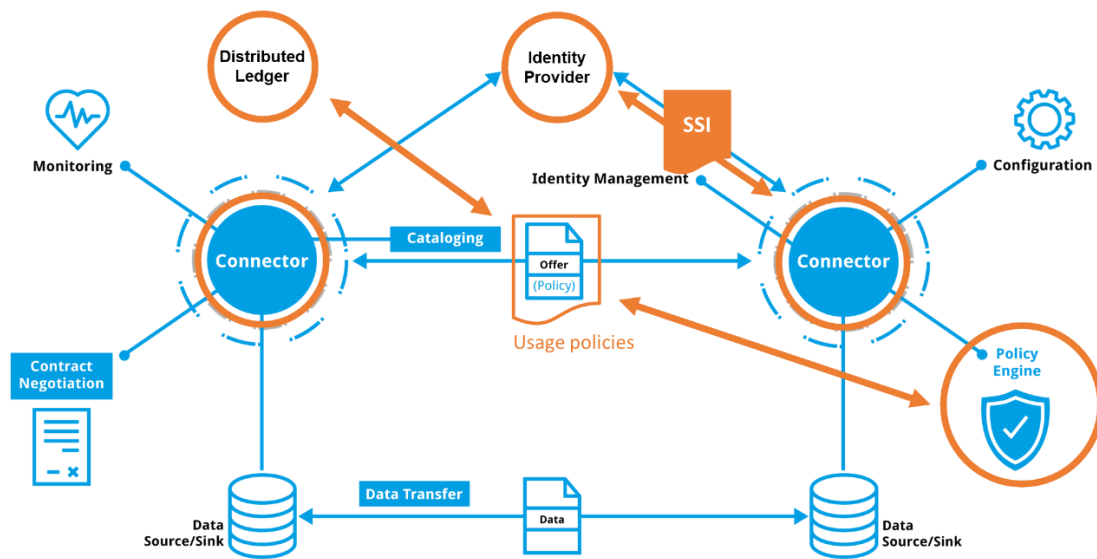 Distributed
Ledger
Identity
Provider
SSI
Monitoring
Identity Management
Configuration
Connector
Cataloging
Offer
(Policy)
Connector
Usage policies
Contract
Negotiation
Policy
Engine
Data Transfer
Data
Data
Source/Sink
Data
Source/Sink